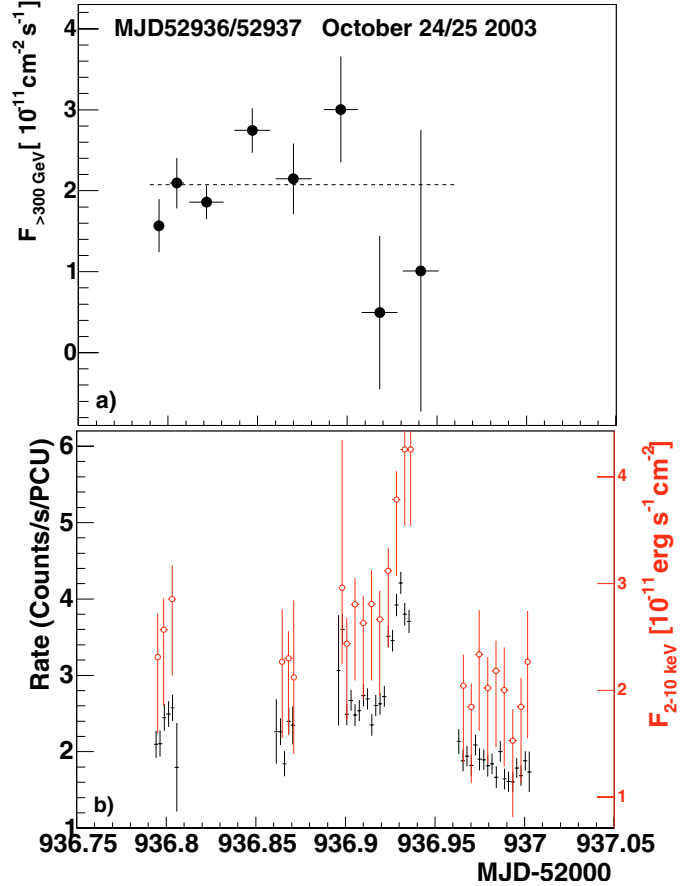 MJD52936/52937 October 24/25 2003
F >300 GeV [ 10^-11 cm^-2 s^-1]
4
3
2
1
0
a)
Rate (Counts/s/PCU)
6
5
4
3
2
1
b)
F 2-10 keV [10^-11 erg s^-1 cm^-2]
4
3
2
1
936.75 936.8 936.85 936.9 936.95 937 937.05
MJD-52000